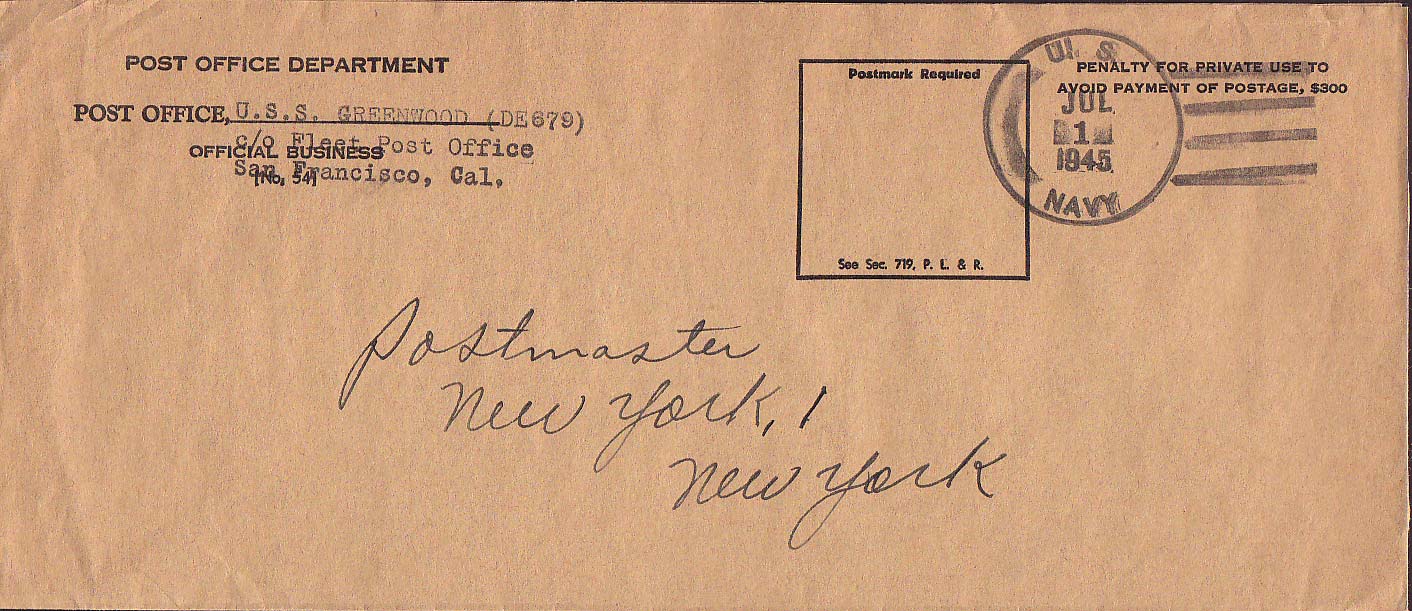 POST OFFICE DEPARTMENT
POST OFFICE, U.S.S. GREENWOOD (DE679)
c/o Fleet Post Office
OFFICIAL BUSINESS
San Francisco, Cal.
[No. 54]
Postmark Required
See Sec. 719, P. L. & R.
U. S.
JUL
1
1945
NAVY
PENALTY FOR PRIVATE USE TO
AVOID PAYMENT OF POSTAGE, $300
Postmaster
New York, 1
New York